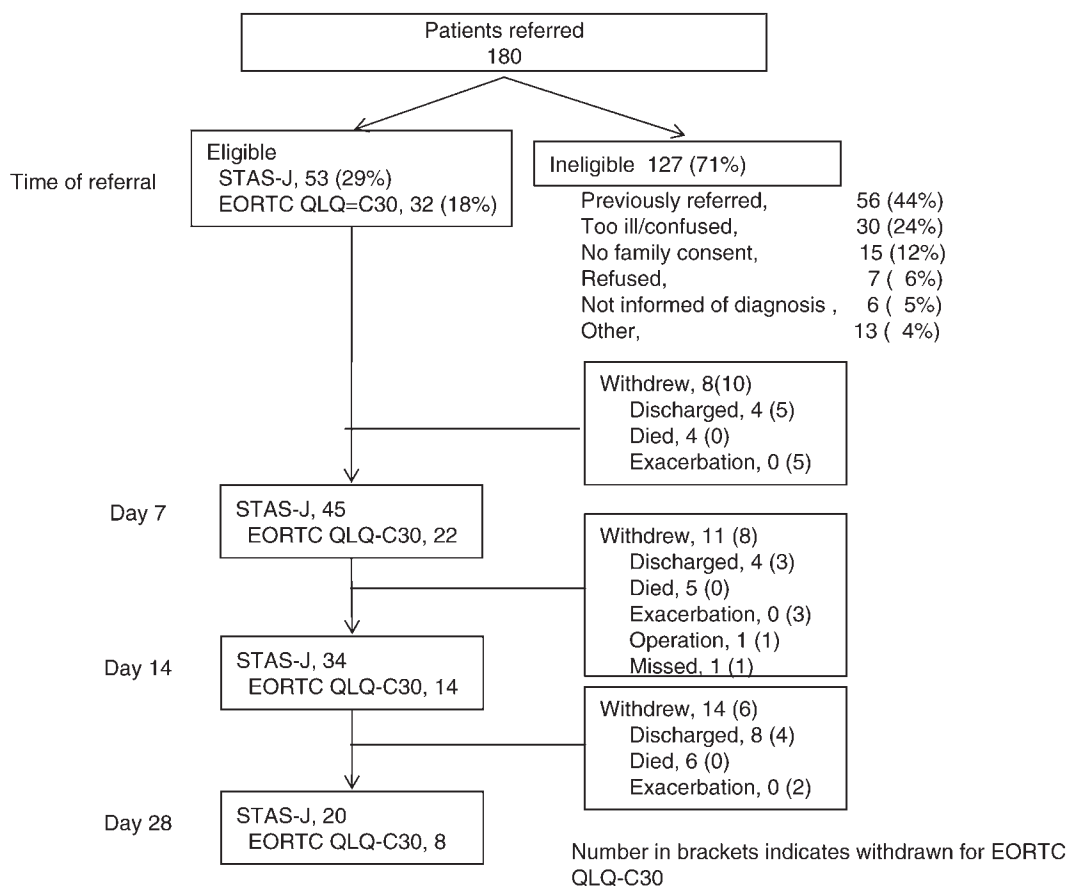 Patients referred
180
Time of referral
Eligible
STAS-J, 53 (29%)
EORTC QLQ=C30, 32 (18%)
Ineligible 127 (71%)
Previously referred, 56 (44%)
Too ill/confused, 30 (24%)
No family consent, 15 (12%)
Refused, 7 ( 6%)
Not informed of diagnosis , 6 ( 5%)
Other, 13 ( 4%)
Withdrew, 8(10)
Discharged, 4 (5)
Died, 4 (0)
Exacerbation, 0 (5)
Day 7
STAS-J, 45
EORTC QLQ-C30, 22
Withdrew, 11 (8)
Discharged, 4 (3)
Died, 5 (0)
Exacerbation, 0 (3)
Operation, 1 (1)
Missed, 1 (1)
Day 14
STAS-J, 34
EORTC QLQ-C30, 14
Withdrew, 14 (6)
Discharged, 8 (4)
Died, 6 (0)
Exacerbation, 0 (2)
Day 28
STAS-J, 20
EORTC QLQ-C30, 8
Number in brackets indicates withdrawn for EORTC
QLQ-C30